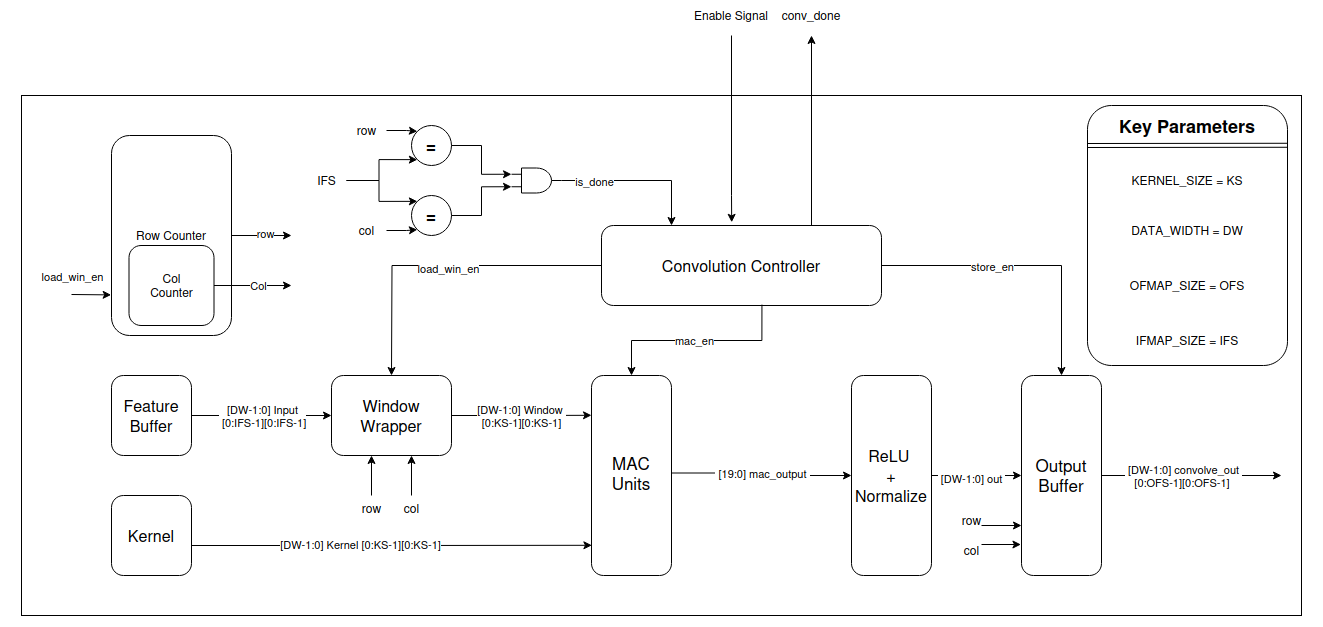 Enable Signal
conv_done
Key Parameters
KERNEL_SIZE = KS
DATA_WIDTH = DW
OFMAP_SIZE = OFS
IFMAP_SIZE = IFS
row
IFS
col
=
=
is_done
Row Counter
Col
Counter
load_win_en
row
Col
Convolution Controller
load_win_en
mac_en
store_en
Feature
Buffer
[DW-1:0] Input
[0:IFS-1][0:IFS-1]
Window
Wrapper
row
col
[DW-1:0] Window
[0:KS-1][0:KS-1]
Kernel
[DW-1:0] Kernel [0:KS-1][0:KS-1]
MAC
Units
[19:0] mac_output
ReLU
+
Normalize
[DW-1:0] out
row
col
Output
Buffer
[DW-1:0] convolve_out
[0:OFS-1][0:OFS-1]